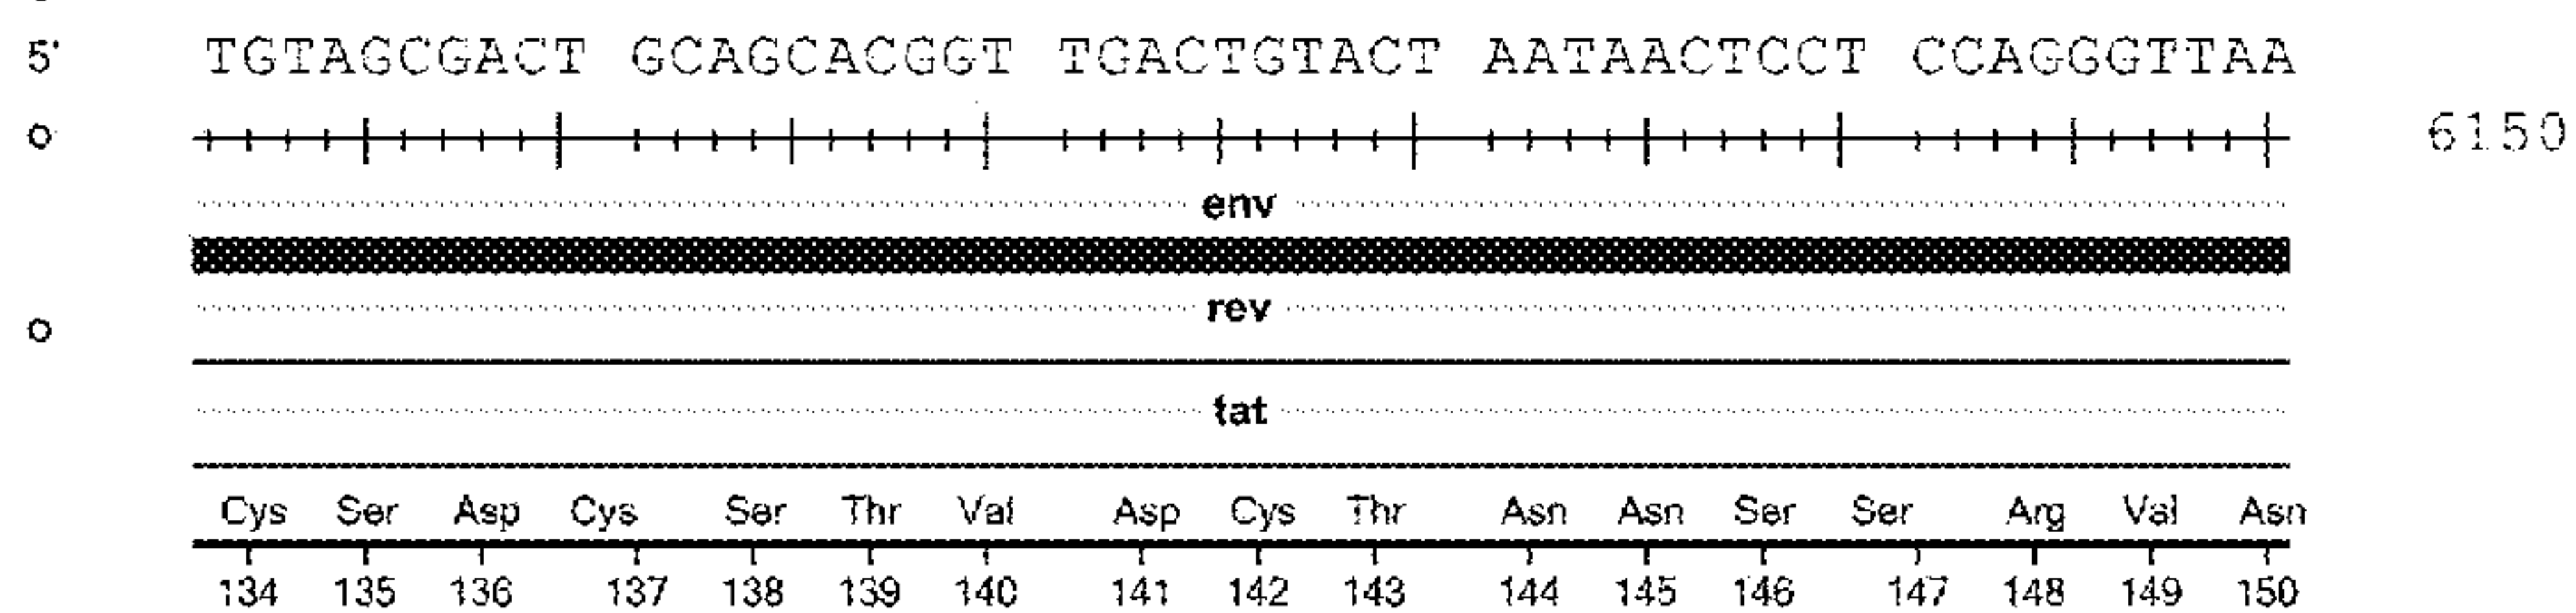 5' TGTAGCGACT GCAGCACGGT TGACTGTACT AATAACTCCT CCAGGGTTAA
6150
env
rev
tat
Cys Ser Asp Cys Ser Thr Val Asp Cys Thr Asn Asn Ser Ser Arg Val Asn
134 135 136 137 138 139 140 141 142 143 144 145 146 147 148 149 150